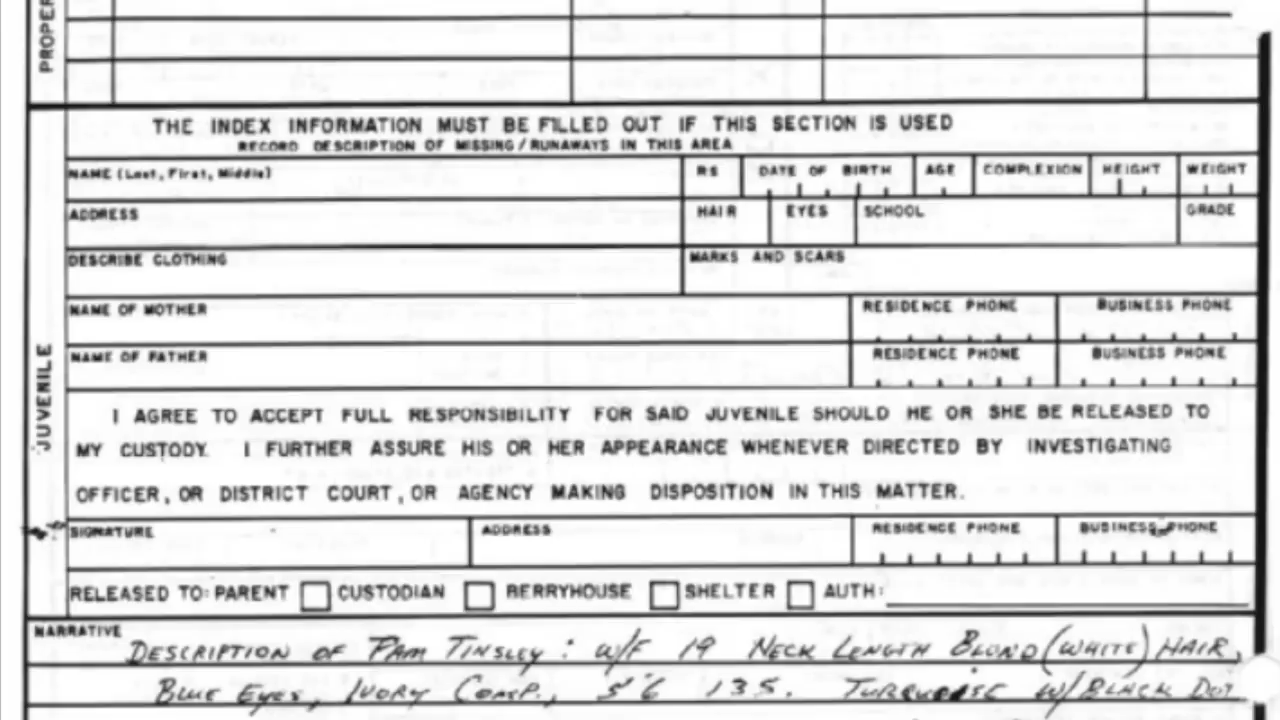 PROPER
THE INDEX INFORMATION MUST BE FILLED OUT IF THIS SECTION IS USED
RECORD DESCRIPTION OF MISSING/RUNAWAYS IN THIS AREA
NAME (Last, First, Middle) RS DATE OF BIRTH AGE COMPLEXION HEIGHT WEIGHT
ADDRESS HAIR EYES SCHOOL GRADE
DESCRIBE CLOTHING MARKS AND SCARS
NAME OF MOTHER RESIDENCE PHONE BUSINESS PHONE
NAME OF FATHER RESIDENCE PHONE BUSINESS PHONE
JUVENILE
I AGREE TO ACCEPT FULL RESPONSIBILITY FOR SAID JUVENILE SHOULD HE OR SHE BE RELEASED TO
MY CUSTODY. I FURTHER ASSURE HIS OR HER APPEARANCE WHENEVER DIRECTED BY INVESTIGATING
OFFICER, OR DISTRICT COURT, OR AGENCY MAKING DISPOSITION IN THIS MATTER.
SIGNATURE ADDRESS RESIDENCE PHONE BUSINESS PHONE
RELEASED TO: PARENT CUSTODIAN BERRYHOUSE SHELTER AUTH:
NARRATIVE
DESCRIPTION OF PAM TINSLEY: W/F 19 NECK LENGTH BLOND (WHITE) HAIR,
BLUE EYES, IVORY COMP., 5'6 135. TURQUOISE W/BLACK DOT